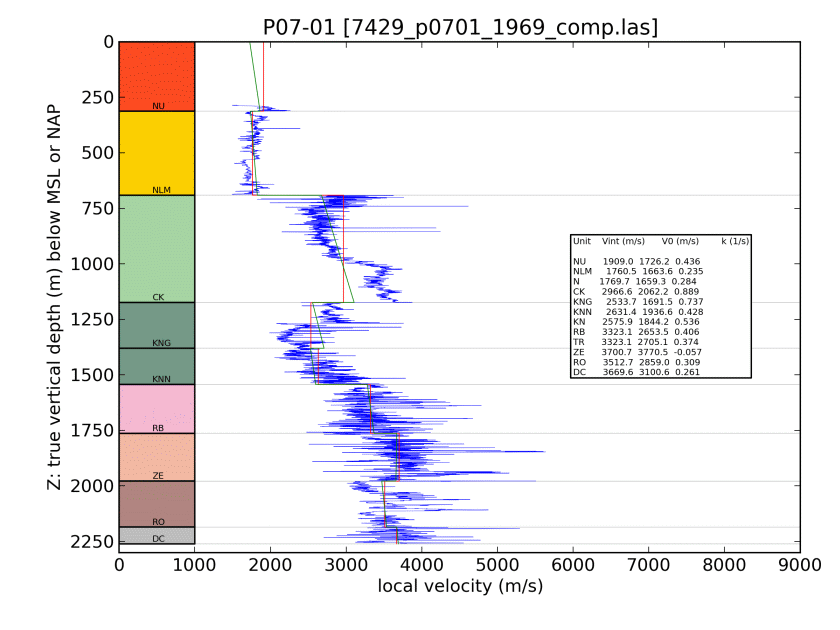 P07-01 [7429_p0701_1969_comp.las]
Z: true vertical depth (m) below MSL or NAP
0
250
500
750
1000
1250
1500
1750
2000
2250
NU
NLM
CK
KNG
KNN
RB
ZE
RO
DC
Unit Vint (m/s) V0 (m/s) k (1/s)
NU 1909.0 1726.2 0.436
NLM 1760.5 1663.6 0.235
N 1769.7 1659.3 0.284
CK 2966.6 2062.2 0.889
KNG 2533.7 1691.5 0.737
KNN 2631.4 1936.6 0.428
KN 2575.9 1844.2 0.536
RB 3323.1 2653.5 0.406
TR 3323.1 2705.1 0.374
ZE 3700.7 3770.5 -0.057
RO 3512.7 2859.0 0.309
DC 3669.6 3100.6 0.261
0 1000 2000 3000 4000 5000 6000 7000 8000 9000
local velocity (m/s)